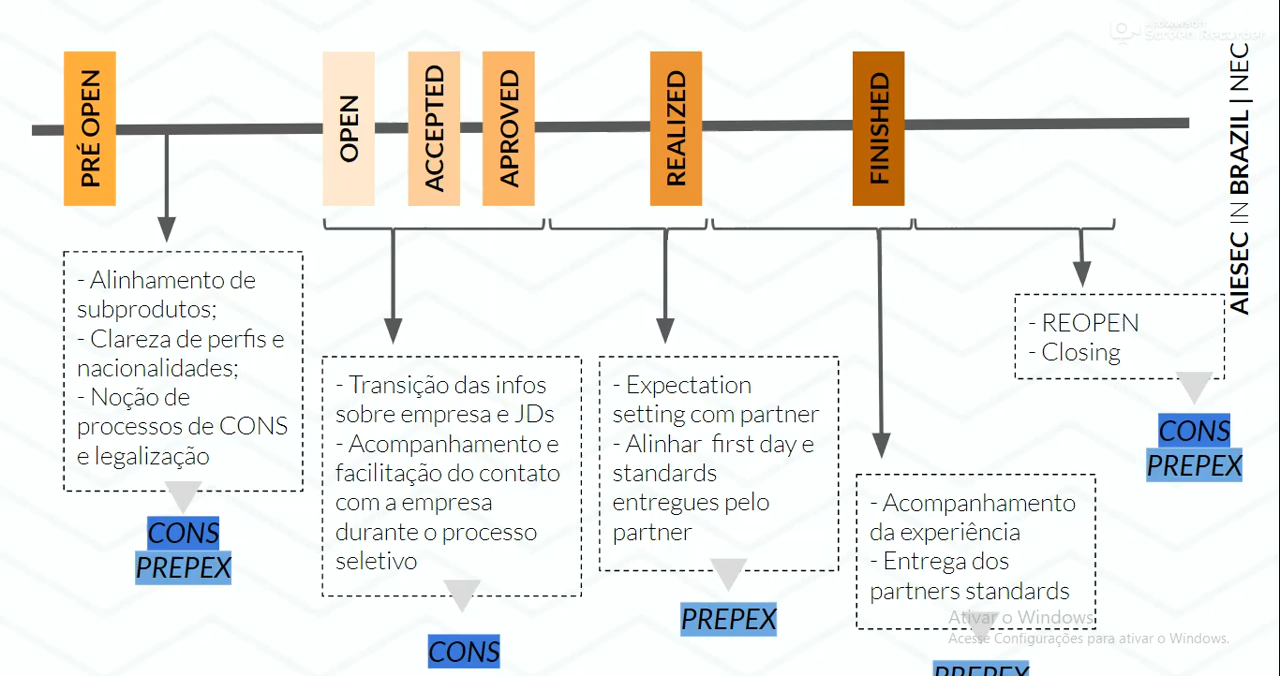 Screen Recorder
PRÉ OPEN
OPEN
ACCEPTED
APROVED
REALIZED
FINISHED
AIESEC IN BRAZIL | NEC
- Alinhamento de
subprodutos;
- Clareza de perfis e
nacionalidades;
- Noção de
processos de CONS
e legalização
CONS
PREPEX
- Transição das infos
sobre empresa e JDs
- Acompanhamento e
facilitação do contato
com a empresa
durante o processo
seletivo
CONS
- Expectation
setting com partner
- Alinhar first day e
standards
entregues pelo
partner
PREPEX
- Acompanhamento
da experiência
- Entrega dos
partners standards
PREPEX
- REOPEN
- Closing
CONS
PREPEX
Ativar o Windows
Acesse Configurações para ativar o Windows.